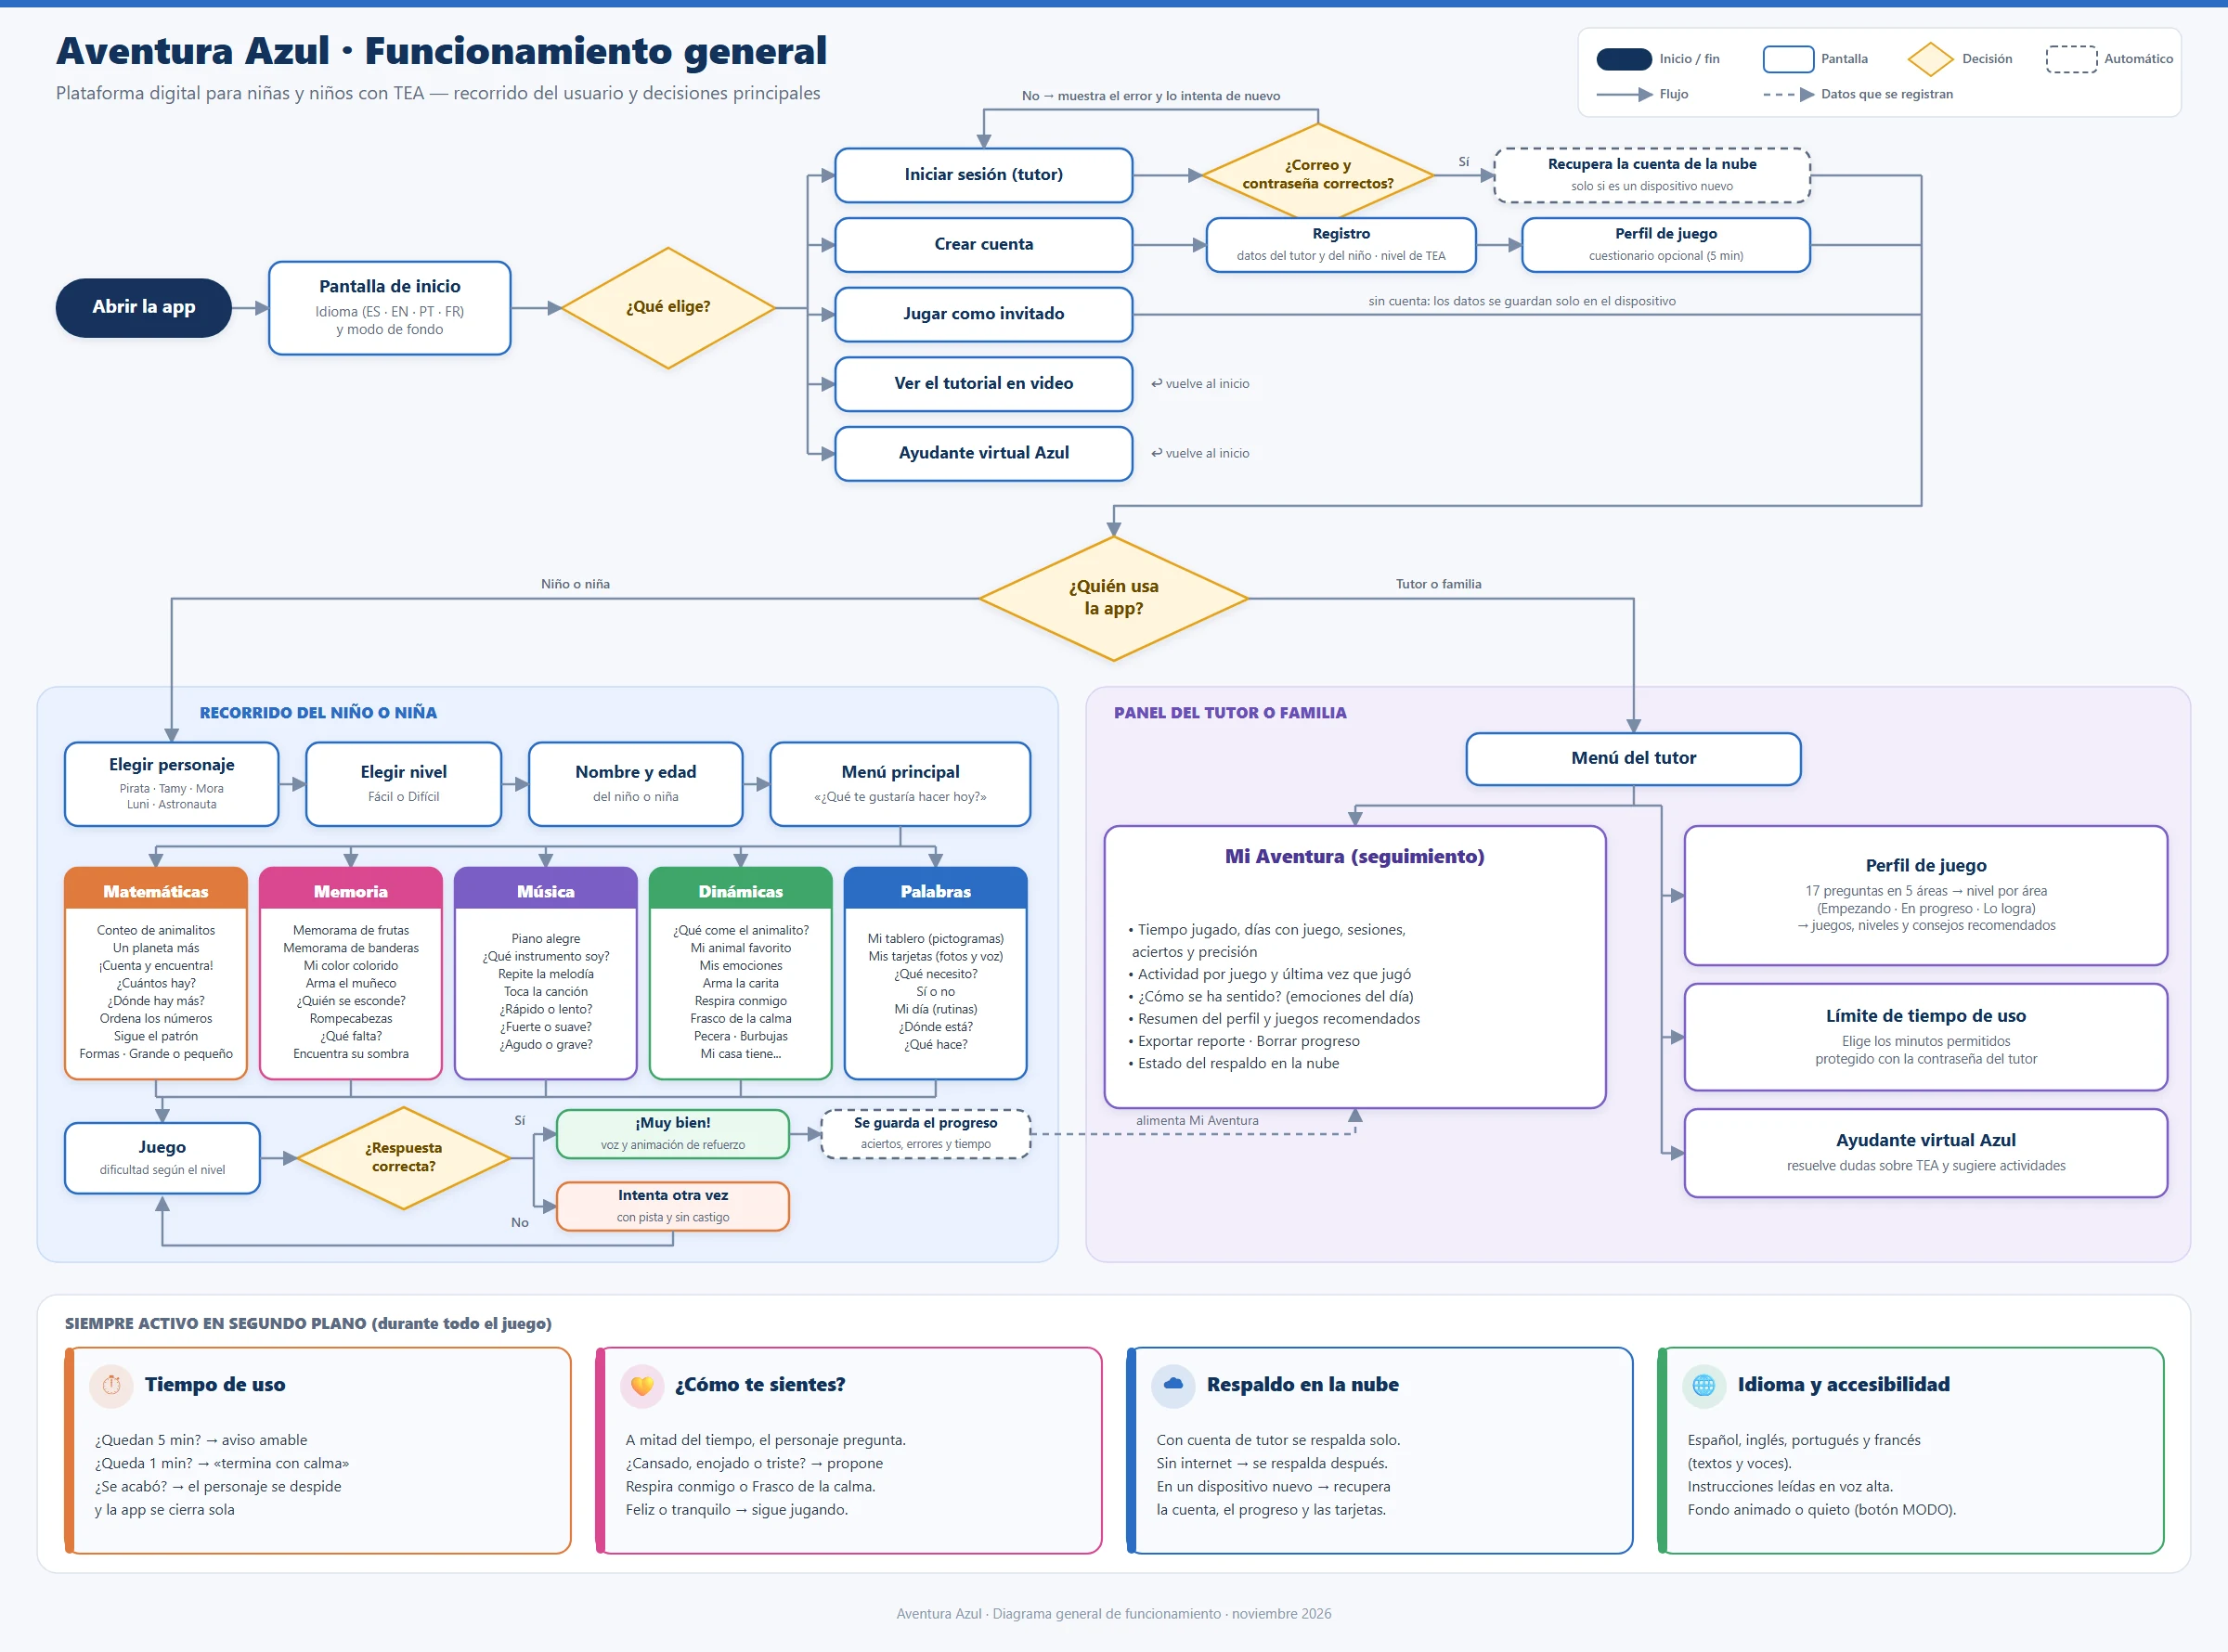 Aventura Azul · Funcionamiento general
Plataforma digital para niñas y niños con TEA — recorrido del usuario y decisiones principales
Inicio / fin
Pantalla
Decisión
Automático
Flujo
Datos que se registran
No → muestra el error y lo intenta de nuevo
Iniciar sesión (tutor)
¿Correo y
contraseña correctos?
Sí
Recupera la cuenta de la nube
solo si es un dispositivo nuevo
Crear cuenta
Registro
datos del tutor y del niño · nivel de TEA
Perfil de juego
cuestionario opcional (5 min)
Abrir la app
Pantalla de inicio
Idioma (ES · EN · PT · FR)
y modo de fondo
¿Qué elige?
Jugar como invitado
sin cuenta: los datos se guardan solo en el dispositivo
Ver el tutorial en video
↩ vuelve al inicio
Ayudante virtual Azul
↩ vuelve al inicio
¿Quién usa
la app?
Niño o niña
Tutor o familia
RECORRIDO DEL NIÑO O NIÑA
Elegir personaje
Pirata · Tamy · Mora
Luni · Astronauta
Elegir nivel
Fácil o Difícil
Nombre y edad
del niño o niña
Menú principal
«¿Qué te gustaría hacer hoy?»
Matemáticas
Conteo de animalitos
Un planeta más
¡Cuenta y encuentra!
¿Cuántos hay?
¿Dónde hay más?
Ordena los números
Sigue el patrón
Formas · Grande o pequeño
Memoria
Memorama de frutas
Memorama de banderas
Mi color colorido
Arma el muñeco
¿Quién se esconde?
Rompecabezas
¿Qué falta?
Encuentra su sombra
Música
Piano alegre
¿Qué instrumento soy?
Repite la melodía
Toca la canción
¿Rápido o lento?
¿Fuerte o suave?
¿Agudo o grave?
Dinámicas
¿Qué come el animalito?
Mi animal favorito
Mis emociones
Arma la carita
Respira conmigo
Frasco de la calma
Pecera · Burbujas
Mi casa tiene...
Palabras
Mi tablero (pictogramas)
Mis tarjetas (fotos y voz)
¿Qué necesito?
Sí o no
Mi día (rutinas)
¿Dónde está?
¿Qué hace?
Juego
dificultad según el nivel
¿Respuesta
correcta?
Sí
¡Muy bien!
voz y animación de refuerzo
Se guarda el progreso
aciertos, errores y tiempo
No
Intenta otra vez
con pista y sin castigo
PANEL DEL TUTOR O FAMILIA
Menú del tutor
Mi Aventura (seguimiento)
• Tiempo jugado, días con juego, sesiones,
aciertos y precisión
• Actividad por juego y última vez que jugó
• ¿Cómo se ha sentido? (emociones del día)
• Resumen del perfil y juegos recomendados
• Exportar reporte · Borrar progreso
• Estado del respaldo en la nube
alimenta Mi Aventura
Perfil de juego
17 preguntas en 5 áreas → nivel por área
(Empezando · En progreso · Lo logra)
→ juegos, niveles y consejos recomendados
Límite de tiempo de uso
Elige los minutos permitidos
protegido con la contraseña del tutor
Ayudante virtual Azul
resuelve dudas sobre TEA y sugiere actividades
SIEMPRE ACTIVO EN SEGUNDO PLANO (durante todo el juego)
Tiempo de uso
¿Quedan 5 min? → aviso amable
¿Queda 1 min? → «termina con calma»
¿Se acabó? → el personaje se despide
y la app se cierra sola
¿Cómo te sientes?
A mitad del tiempo, el personaje pregunta.
¿Cansado, enojado o triste? → propone
Respira conmigo o Frasco de la calma.
Feliz o tranquilo → sigue jugando.
Respaldo en la nube
Con cuenta de tutor se respalda solo.
Sin internet → se respalda después.
En un dispositivo nuevo → recupera
la cuenta, el progreso y las tarjetas.
Idioma y accesibilidad
Español, inglés, portugués y francés
(textos y voces).
Instrucciones leídas en voz alta.
Fondo animado o quieto (botón MODO).
Aventura Azul · Diagrama general de funcionamiento · noviembre 2026